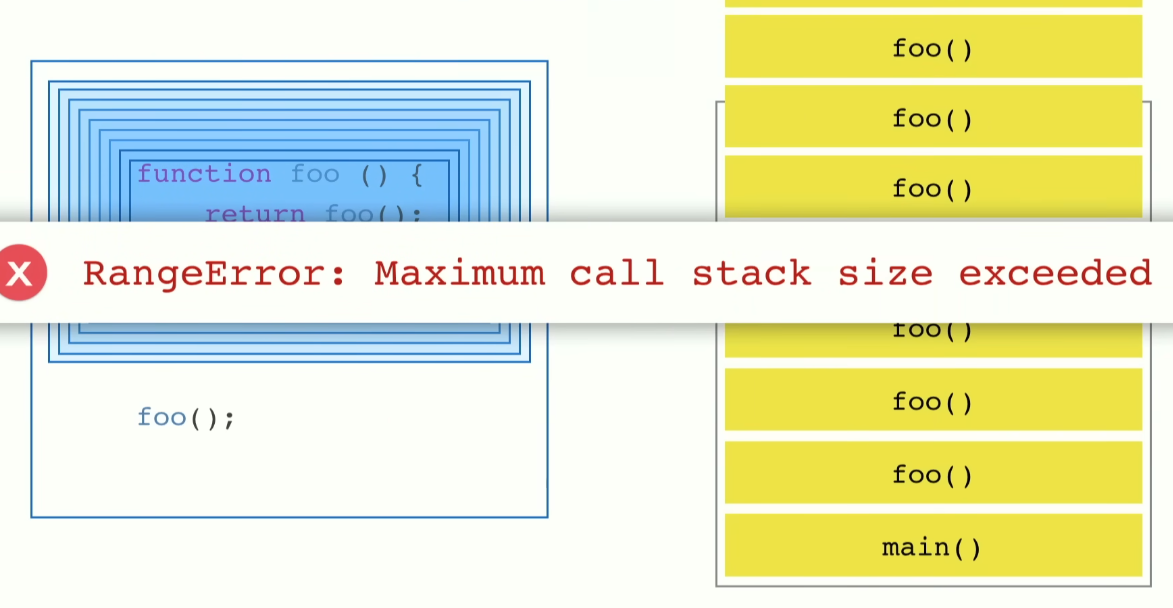 function foo () {
return foo();
X RangeError: Maximum call stack size exceeded
foo();
foo()
foo()
foo()
foo()
foo()
foo()
main()